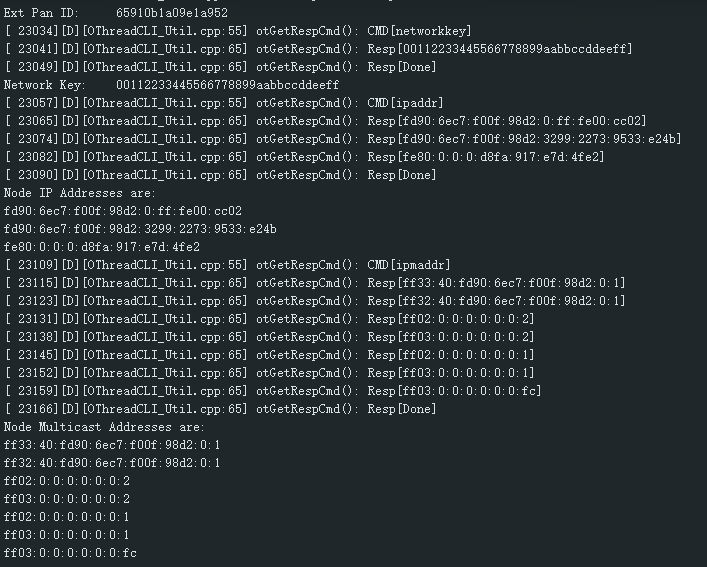 Ext Pan ID:     65910b1a09e1a952
[ 23034][D][OThreadCLI_Util.cpp:55] otGetRespCmd(): CMD[networkkey]
[ 23041][D][OThreadCLI_Util.cpp:65] otGetRespCmd(): Resp[00112233445566778899aabbccddeeff]
[ 23049][D][OThreadCLI_Util.cpp:65] otGetRespCmd(): Resp[Done]
Network Key:    00112233445566778899aabbccddeeff
[ 23057][D][OThreadCLI_Util.cpp:55] otGetRespCmd(): CMD[ipaddr]
[ 23065][D][OThreadCLI_Util.cpp:65] otGetRespCmd(): Resp[fd90:6ec7:f00f:98d2:0:ff:fe00:cc02]
[ 23074][D][OThreadCLI_Util.cpp:65] otGetRespCmd(): Resp[fd90:6ec7:f00f:98d2:3299:2273:9533:e24b]
[ 23082][D][OThreadCLI_Util.cpp:65] otGetRespCmd(): Resp[fe80:0:0:0:d8fa:917:e7d:4fe2]
[ 23090][D][OThreadCLI_Util.cpp:65] otGetRespCmd(): Resp[Done]
Node IP Addresses are:
fd90:6ec7:f00f:98d2:0:ff:fe00:cc02
fd90:6ec7:f00f:98d2:3299:2273:9533:e24b
fe80:0:0:0:d8fa:917:e7d:4fe2
[ 23109][D][OThreadCLI_Util.cpp:55] otGetRespCmd(): CMD[ipmaddr]
[ 23115][D][OThreadCLI_Util.cpp:65] otGetRespCmd(): Resp[ff33:40:fd90:6ec7:f00f:98d2:0:1]
[ 23123][D][OThreadCLI_Util.cpp:65] otGetRespCmd(): Resp[ff32:40:fd90:6ec7:f00f:98d2:0:1]
[ 23131][D][OThreadCLI_Util.cpp:65] otGetRespCmd(): Resp[ff02:0:0:0:0:0:0:2]
[ 23138][D][OThreadCLI_Util.cpp:65] otGetRespCmd(): Resp[ff03:0:0:0:0:0:0:2]
[ 23145][D][OThreadCLI_Util.cpp:65] otGetRespCmd(): Resp[ff02:0:0:0:0:0:0:1]
[ 23152][D][OThreadCLI_Util.cpp:65] otGetRespCmd(): Resp[ff03:0:0:0:0:0:0:1]
[ 23159][D][OThreadCLI_Util.cpp:65] otGetRespCmd(): Resp[ff03:0:0:0:0:0:0:fc]
[ 23166][D][OThreadCLI_Util.cpp:65] otGetRespCmd(): Resp[Done]
Node Multicast Addresses are:
ff33:40:fd90:6ec7:f00f:98d2:0:1
ff32:40:fd90:6ec7:f00f:98d2:0:1
ff02:0:0:0:0:0:0:2
ff03:0:0:0:0:0:0:2
ff02:0:0:0:0:0:0:1
ff03:0:0:0:0:0:0:1
ff03:0:0:0:0:0:0:fc